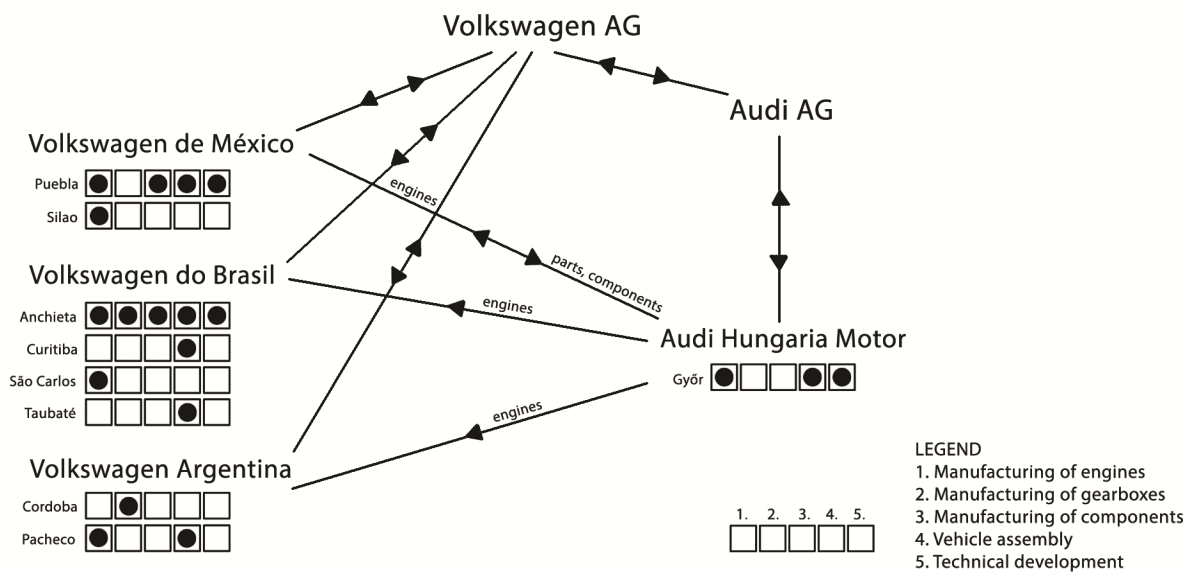 Volkswagen AG
Audi AG
Volkswagen de México
Puebla
Silao
engines
parts, components
Volkswagen do Brasil
Anchieta
Curitiba
São Carlos
Taubaté
engines
Audi Hungaria Motor
Győr
engines
Volkswagen Argentina
Cordoba
Pacheco
LEGEND
1. Manufacturing of engines
2. Manufacturing of gearboxes
3. Manufacturing of components
4. Vehicle assembly
5. Technical development
1. 2. 3. 4. 5.